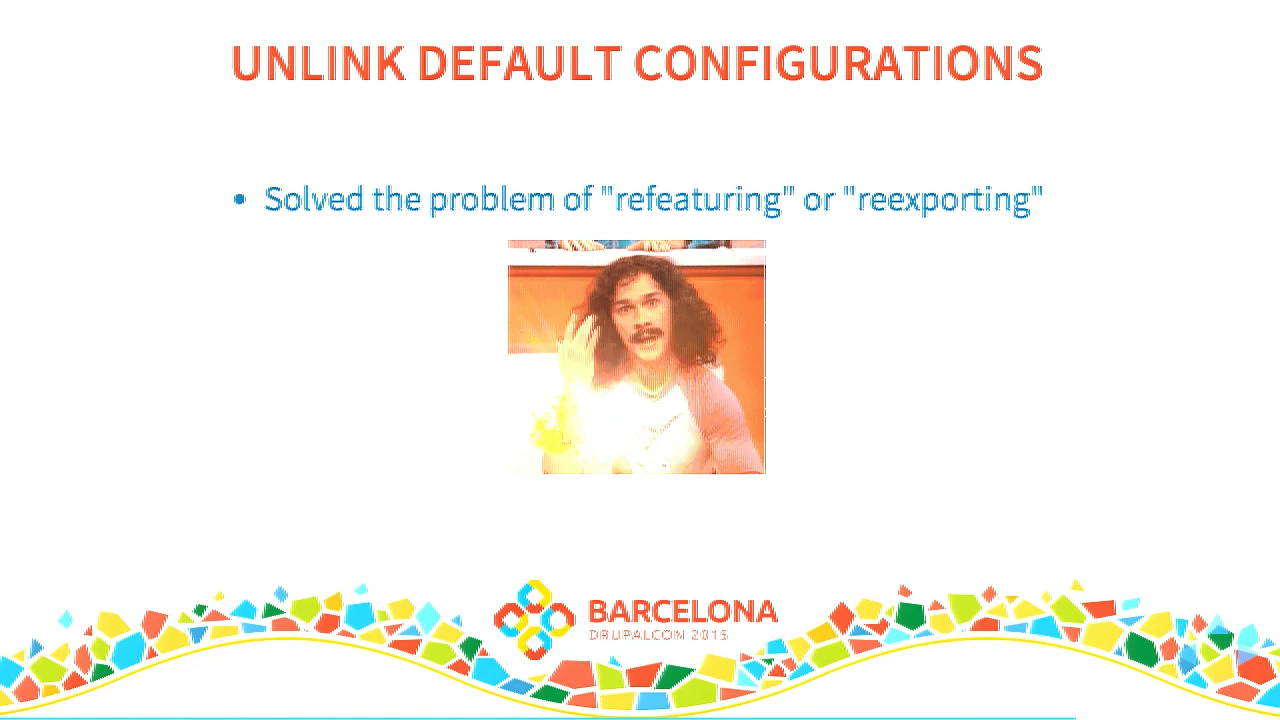 UNLINK DEFAULT CONFIGURATIONS
• Solved the problem of "'refeaturing'" or "'reexporting'"
BARCELONA
DRUPALCON 2015